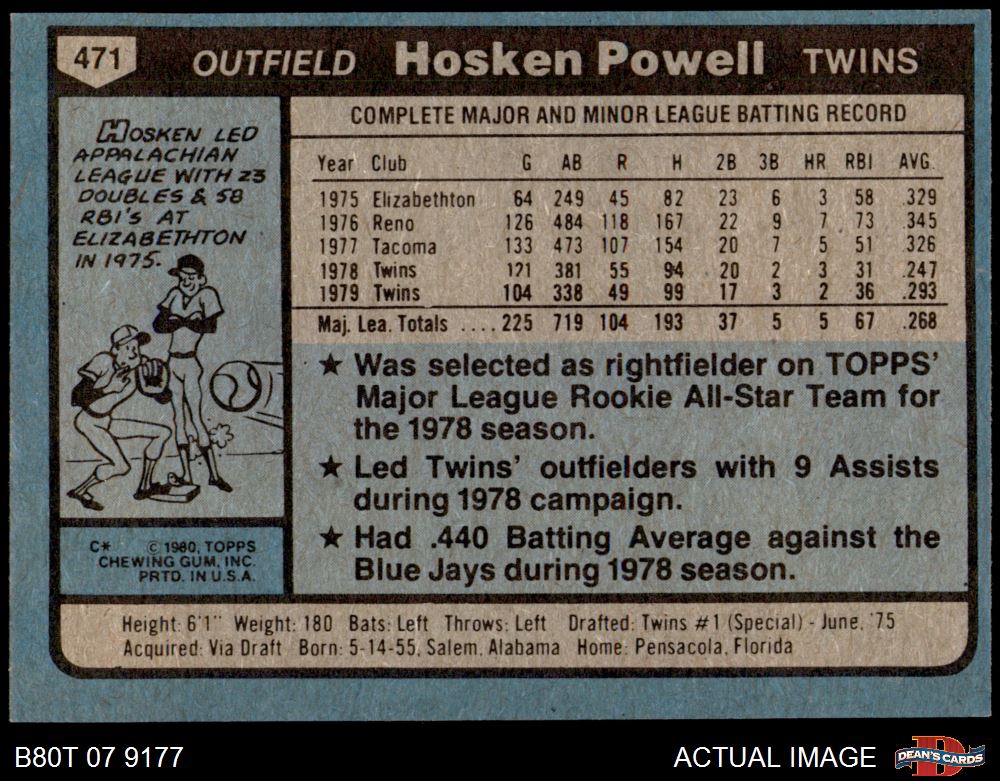 471 OUTFIELD Hosken Powell TWINS
HOSKEN LED
APPALACHIAN
LEAGUE WITH 23
DOUBLES & 58
RBI'S AT
ELIZABETHTON
IN 1975.
C* © 1980, TOPPS
CHEWING GUM, INC.
PRTD. IN U.S.A.
COMPLETE MAJOR AND MINOR LEAGUE BATTING RECORD
Year Club G AB R H 2B 3B HR RBI AVG.
1975 Elizabethton 64 249 45 82 23 6 3 58 .329
1976 Reno 126 484 118 167 22 9 7 73 .345
1977 Tacoma 133 473 107 154 20 7 5 51 .326
1978 Twins 121 381 55 94 20 2 3 31 .247
1979 Twins 104 338 49 99 17 3 2 36 .293
Maj. Lea. Totals .... 225 719 104 193 37 5 5 67 .268
★ Was selected as rightfielder on TOPPS'
Major League Rookie All-Star Team for
the 1978 season.
★ Led Twins' outfielders with 9 Assists
during 1978 campaign.
★ Had .440 Batting Average against the
Blue Jays during 1978 season.
Height: 6'1" Weight: 180 Bats: Left Throws: Left Drafted: Twins #1 (Special) - June, '75
Acquired: Via Draft Born: 5-14-55, Salem, Alabama Home: Pensacola, Florida
B80T 07 9177 ACTUAL IMAGE D DEAN'S CARDS